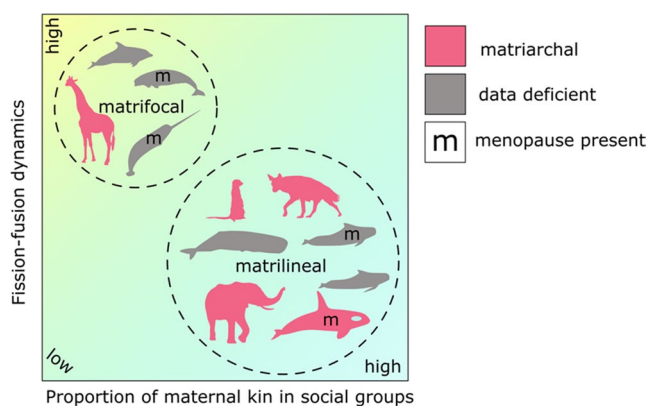 high
matriarchal
data deficient
m menopause present
m
matrifocal
m
Fission-fusion dynamics
m
matrilineal
m
low
high
Proportion of maternal kin in social groups